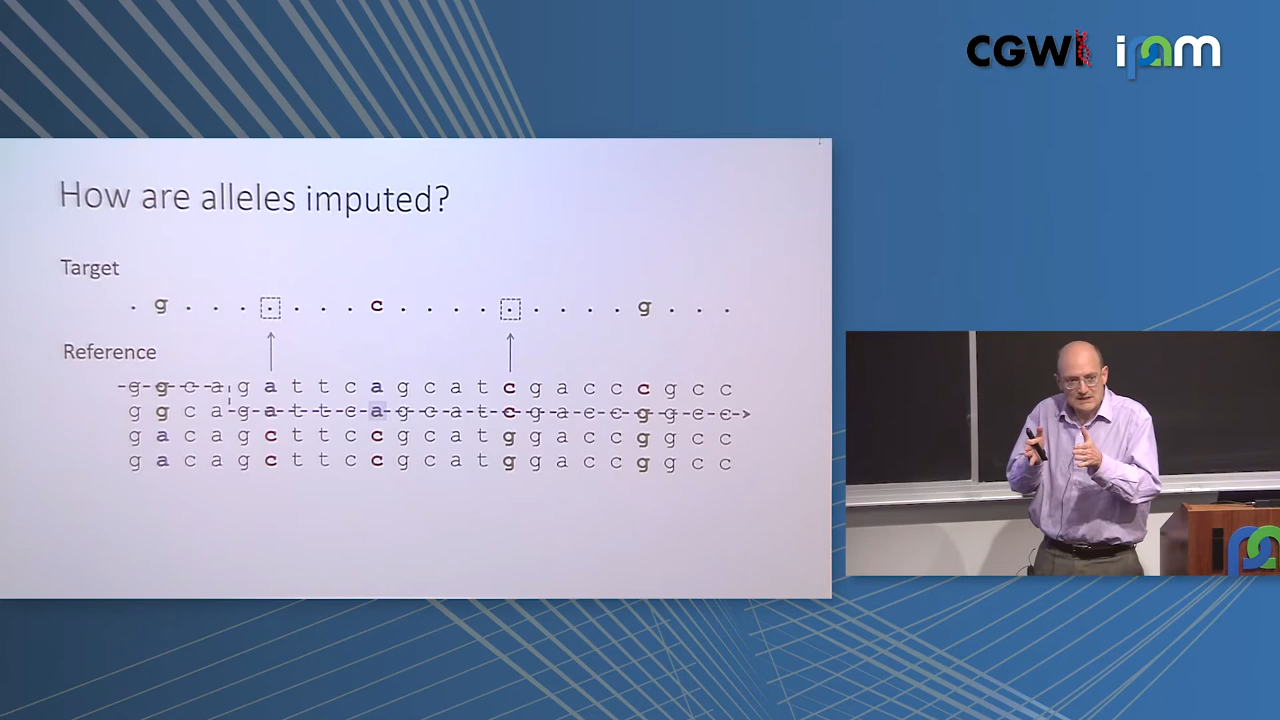 CGWI ipam
How are alleles imputed?
Target
. g . . . . . . . c . . . . . . . . . g . . .
Reference
g g c a g a t t c a g c a t c g a c c c g c c
g g c a g a t t c a g c a t c g a c c g g c c
g a c a g c t t c c g c a t g g a c c g g c c
g a c a g c t t c c g c a t g g a c c g g c c